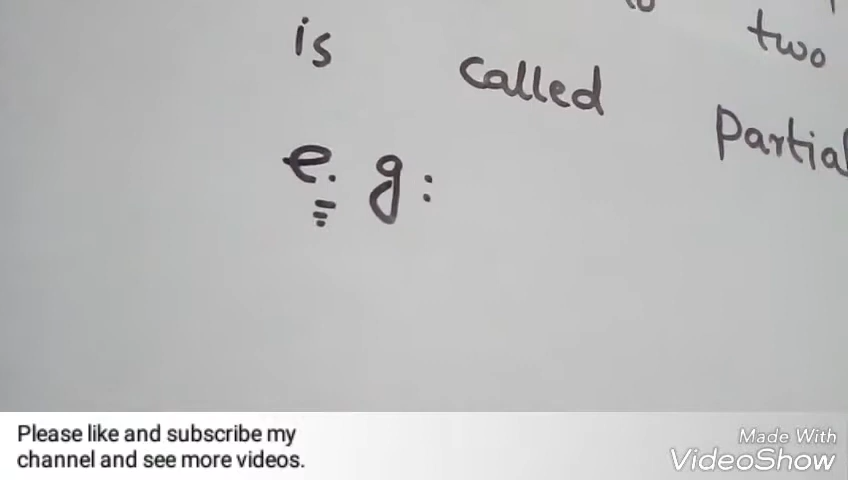 two
is called Partial
e.g:
Please like and subscribe my
channel and see more videos.
Made With
VideoShow